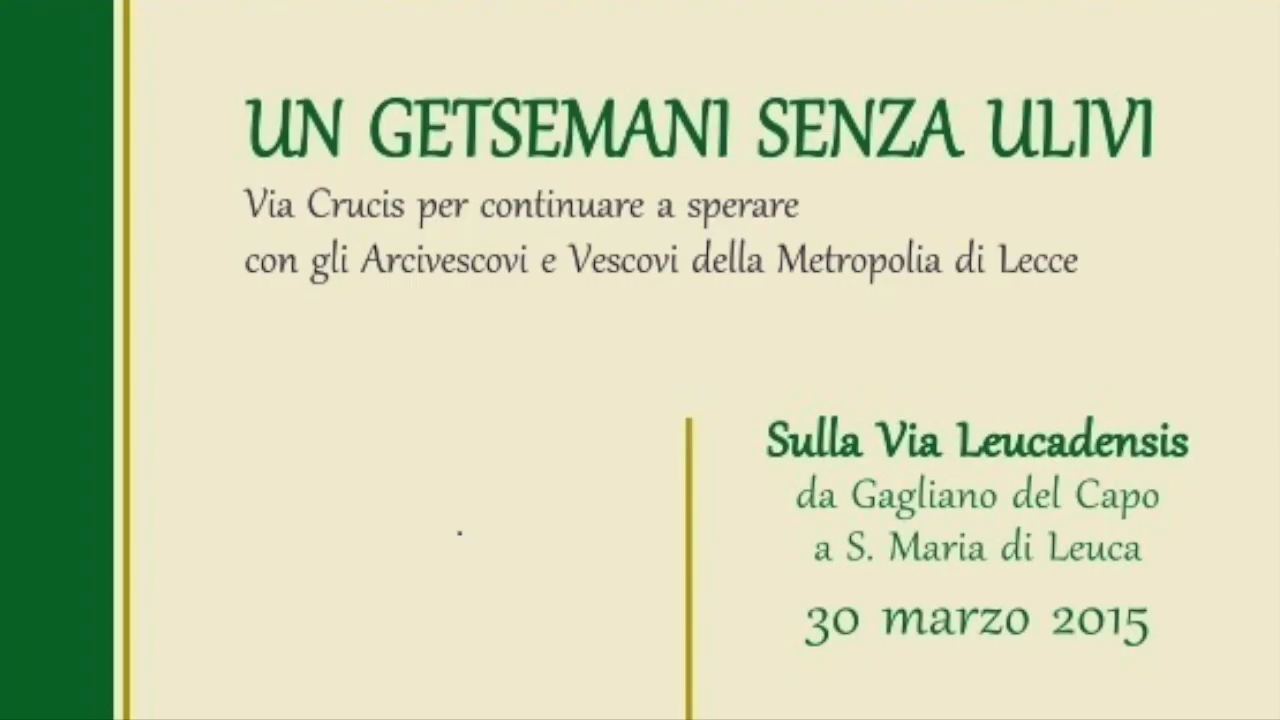 UN GETSEMANI SENZA ULIVI
Via Crucis per continuare a sperare
con gli Arcivescovi e Vescovi della Metropolia di Lecce
Sulla Via Leucadensis
da Gagliano del Capo
a S. Maria di Leuca
30 marzo 2015